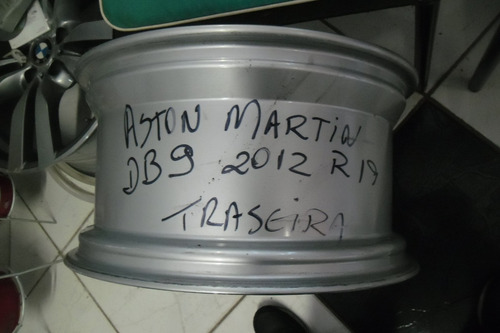 ASTON MARTIN
DB9 2012 R19
TRASEIRA